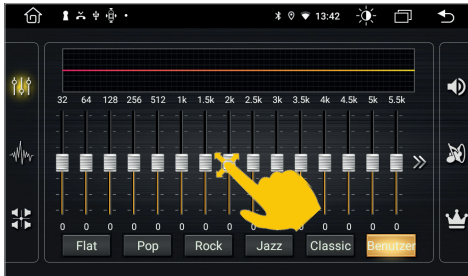 13:42
32 64 128 256 512 1k 1.5k 2k 2.5k 3k 3.5k 4k 4.5k 5k 5.5k
0 0 0 0 0 0 0 0 0 0 0 0 0
Flat Pop Rock Jazz Classic Benutzer